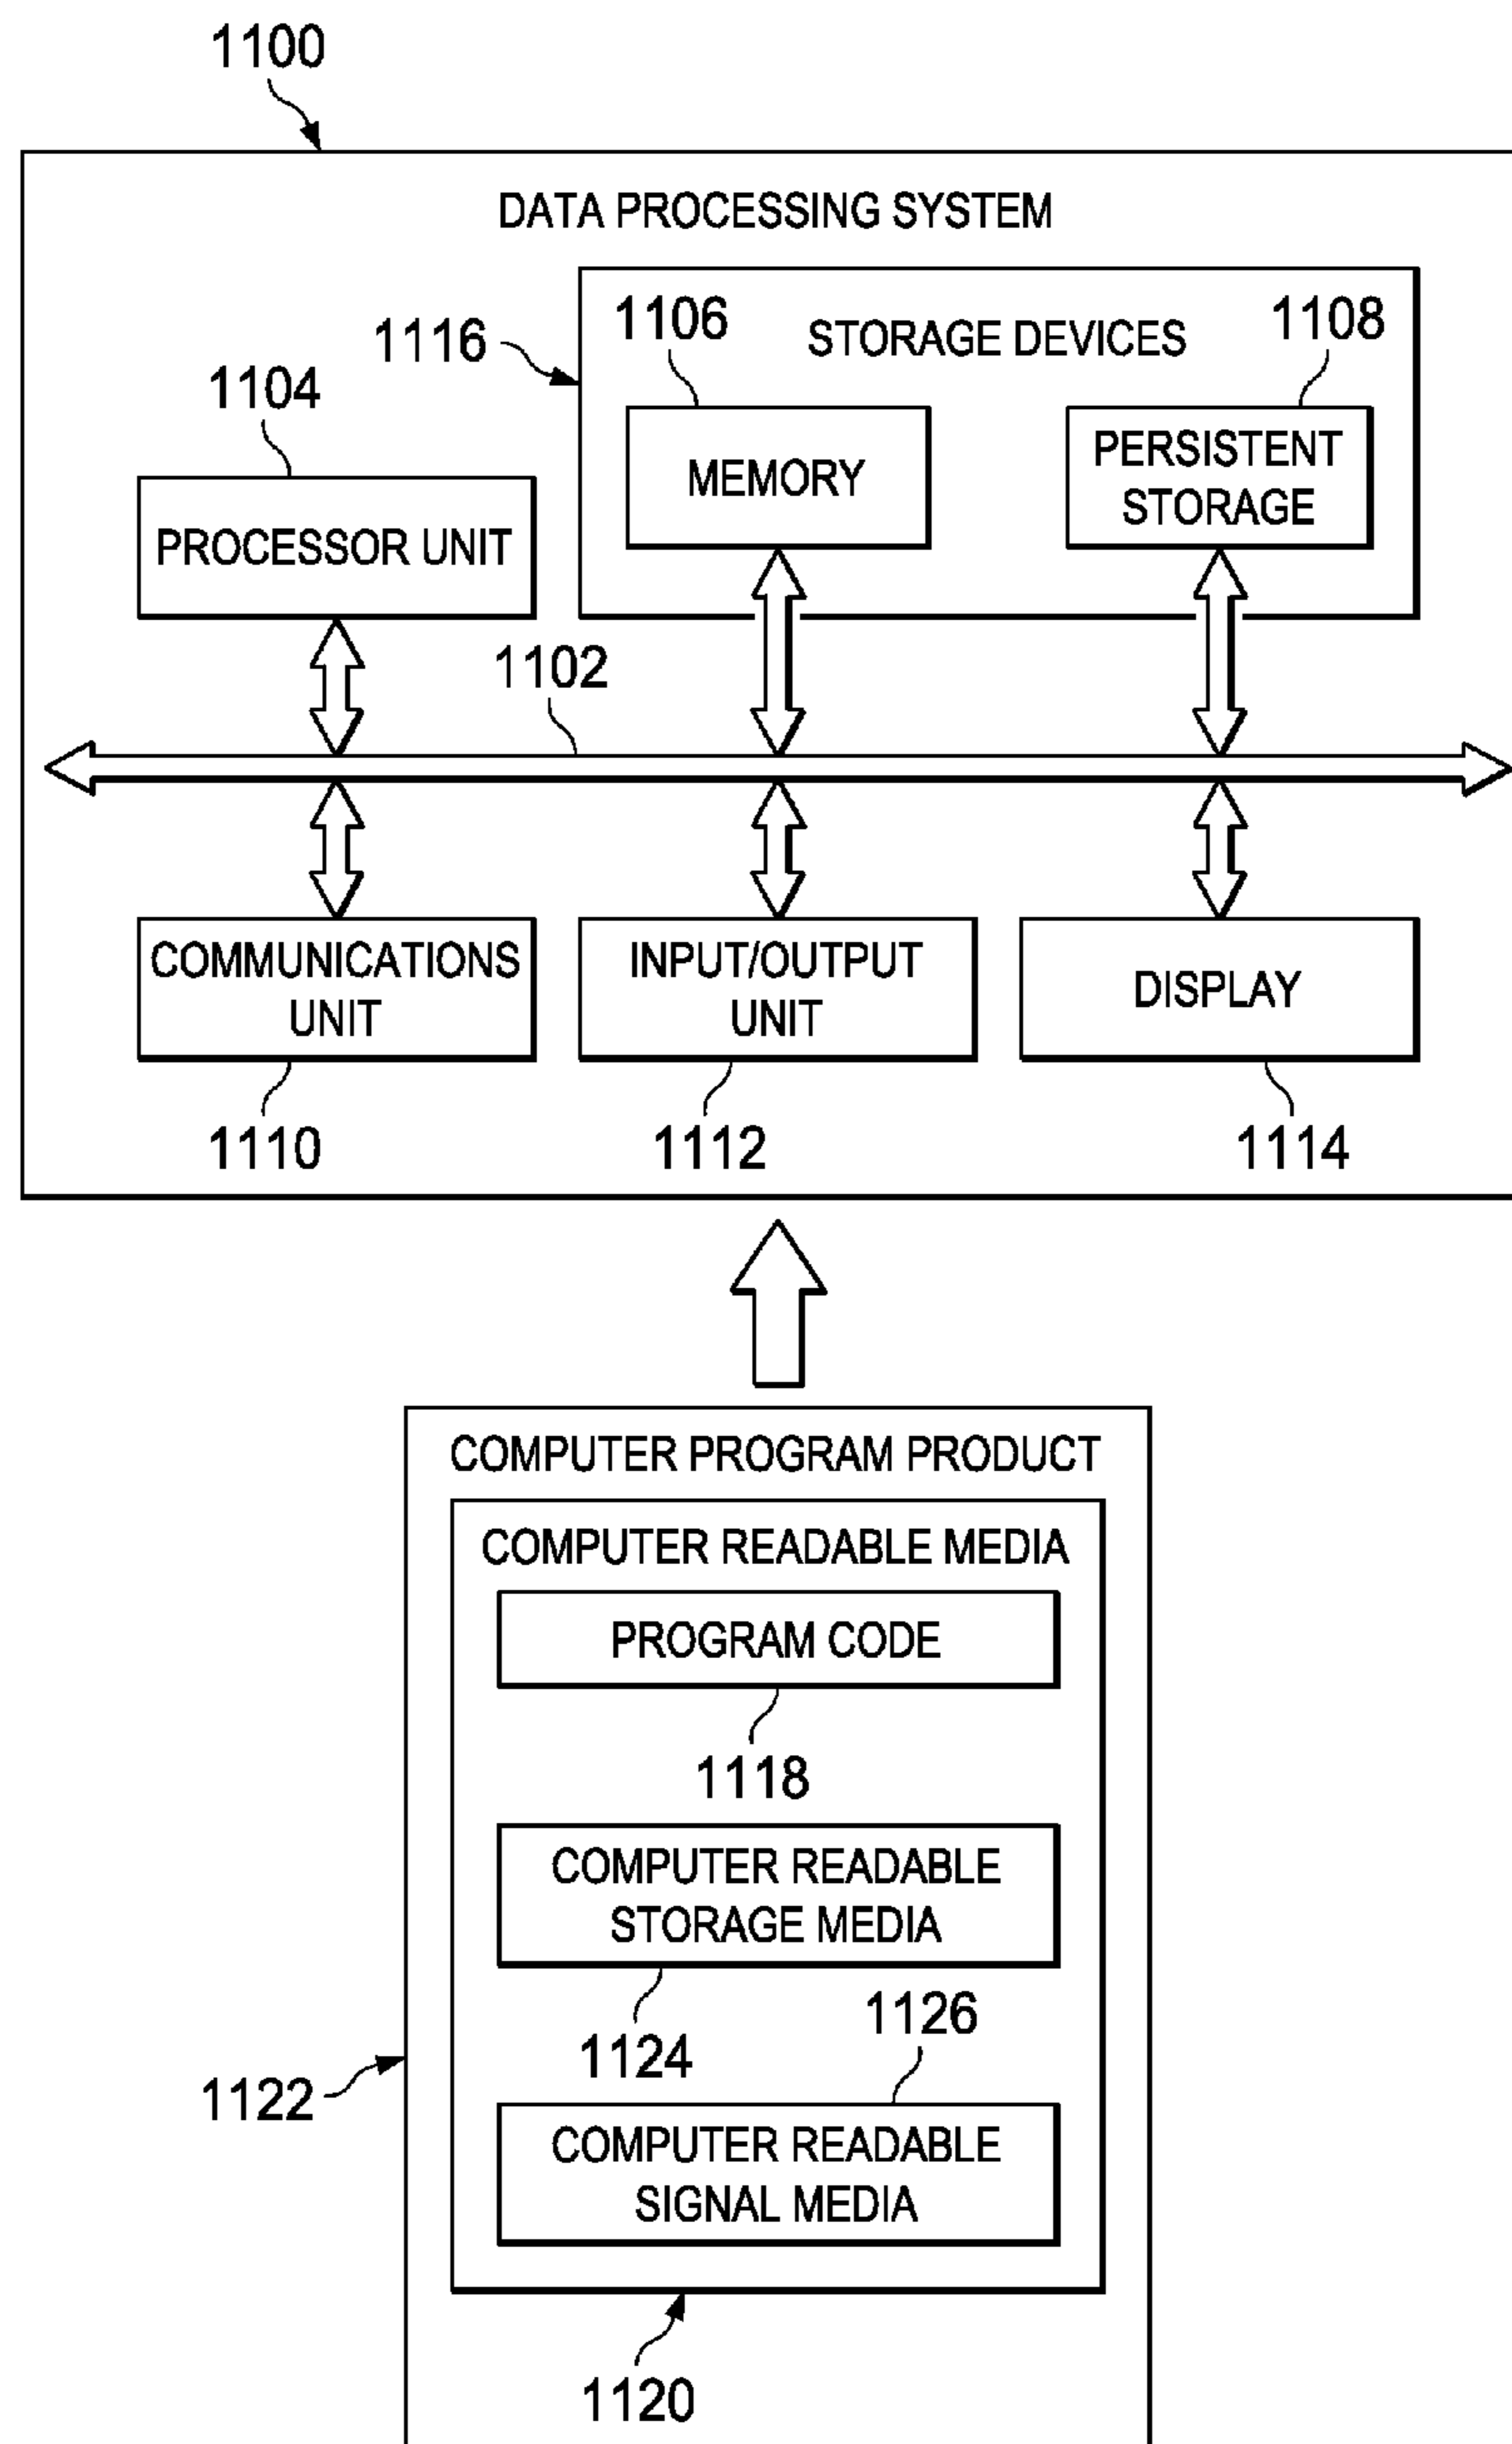 1100
DATA PROCESSING SYSTEM
1116
1106
STORAGE DEVICES
1108
1104
MEMORY
PERSISTENT
STORAGE
PROCESSOR UNIT
1102
COMMUNICATIONS
UNIT
INPUT/OUTPUT
UNIT
DISPLAY
1110
1112
1114
COMPUTER PROGRAM PRODUCT
COMPUTER READABLE MEDIA
PROGRAM CODE
1118
COMPUTER READABLE
STORAGE MEDIA
1124
1126
1122
COMPUTER READABLE
SIGNAL MEDIA
1120